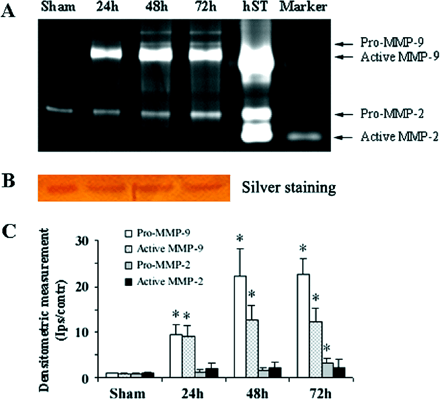 A
Sham 24h 48h 72h hST Marker
Pro-MMP-9
Active MMP-9
Pro-MMP-2
Active MMP-2
B
Silver staining
C
Densitometric measurement
(Ips/contr)
30
20
10
0
Pro-MMP-9
Active MMP-9
Pro-MMP-2
Active MMP-2
* * * * * * *
Sham 24h 48h 72h